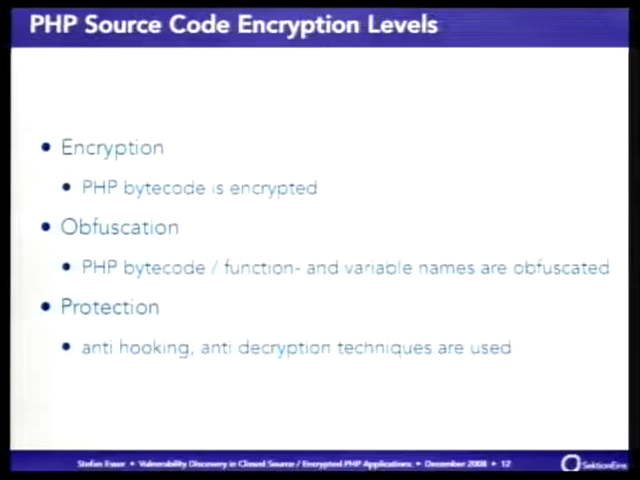 PHP Source Code Encryption Levels
• Encryption
• PHP bytecode is encrypted
• Obfuscation
• PHP bytecode / function- and variable names are obfuscated
• Protection
• anti hooking, anti decryption techniques are used
Stefan Esser • Vulnerability Discovery in Closed Source / Encrypted PHP Applications • December 2008 • 12
SektionEins